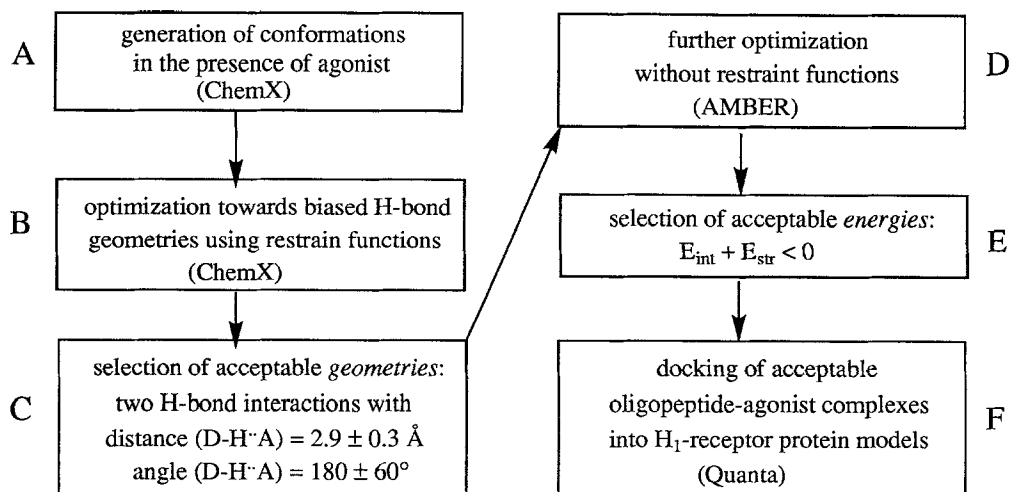 A
generation of conformations
in the presence of agonist
(ChemX)
B
optimization towards biased H-bond
geometries using restrain functions
(ChemX)
C
selection of acceptable geometries:
two H-bond interactions with
distance (D-H··A) = 2.9 ± 0.3 Å
angle (D-H··A) = 180 ± 60°
further optimization
without restraint functions
(AMBER)
D
selection of acceptable energies:
E_int + E_str < 0
E
docking of acceptable
oligopeptide-agonist complexes
into H₁-receptor protein models
(Quanta)
F